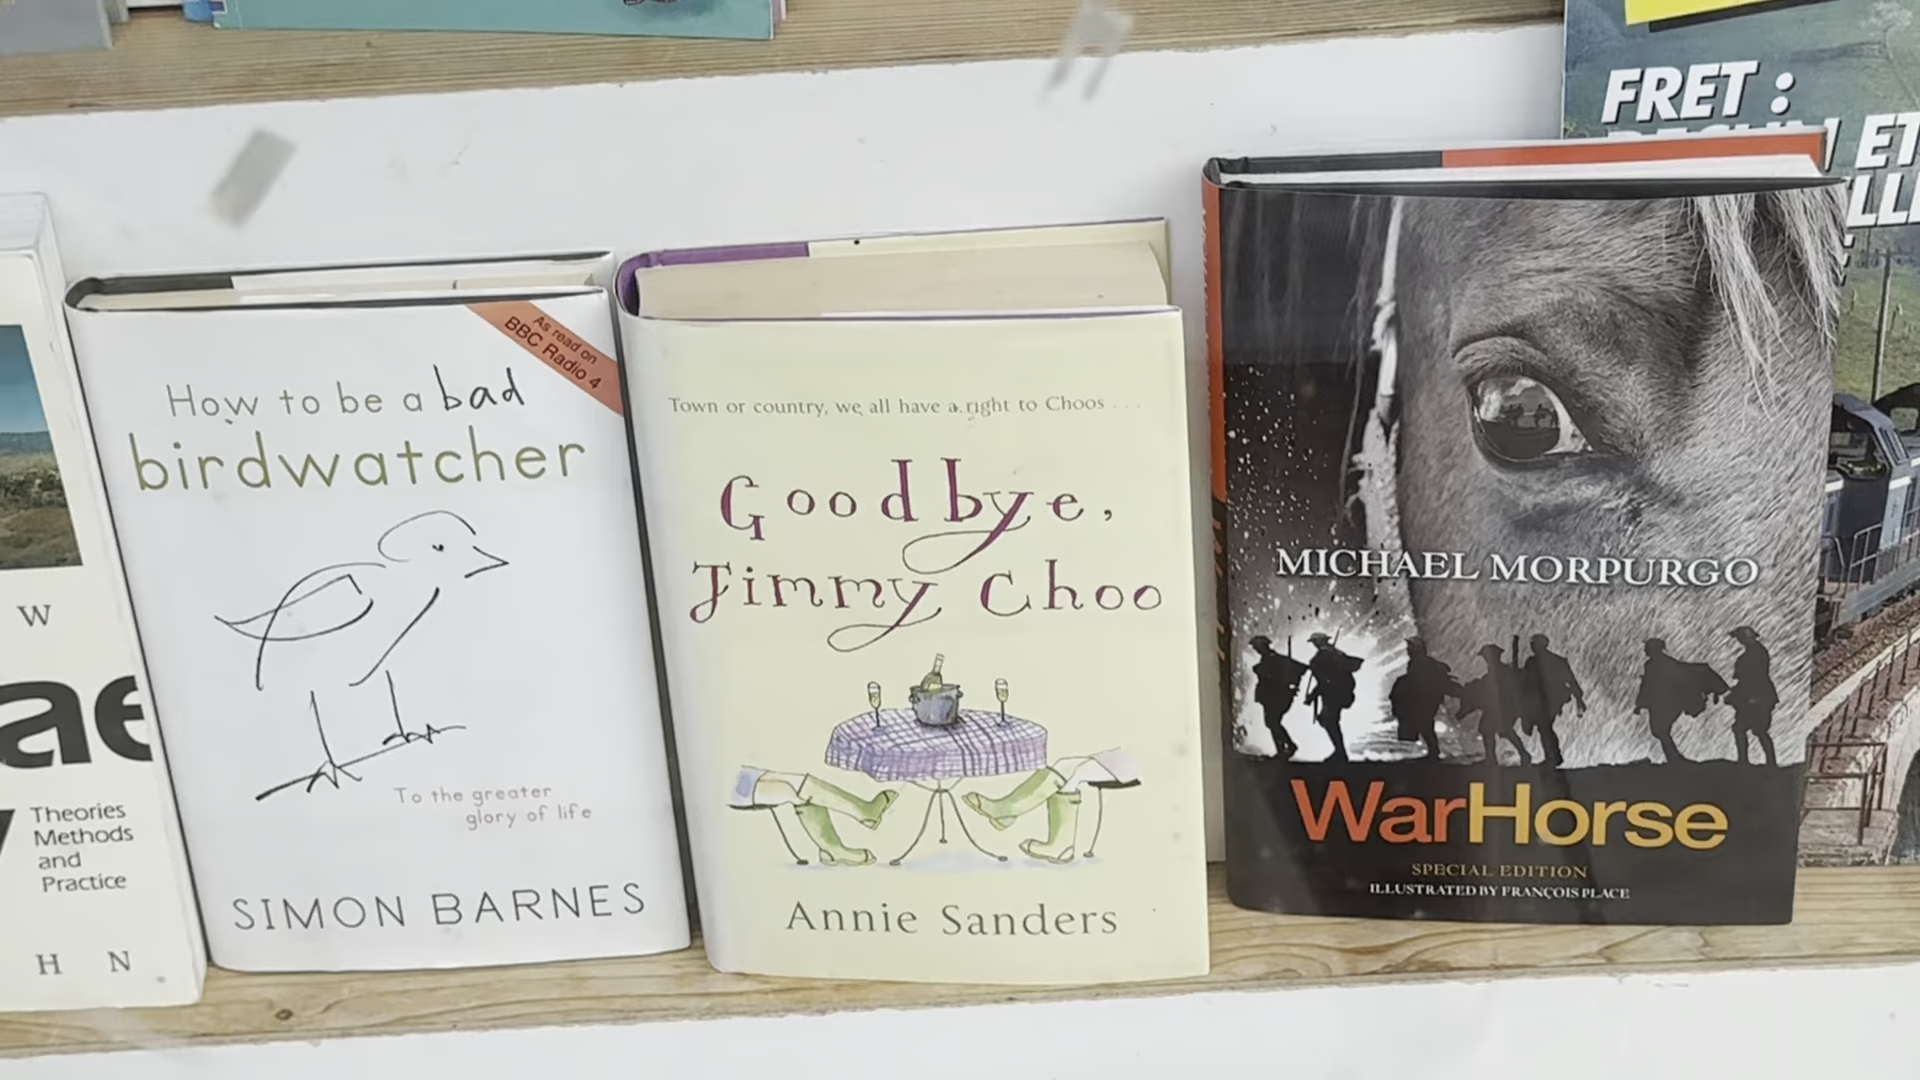 W
ae
Theories
Methods
and
Practice
H N
As read on
BBC Radio 4
How to be a bad
birdwatcher
To the greater
glory of life
SIMON BARNES
Town or country, we all have a right to Choos . . .
Goodbye,
Jimmy Choo
Annie Sanders
MICHAEL MORPURGO
WarHorse
SPECIAL EDITION
ILLUSTRATED BY FRANÇOIS PLACE
FRET :
ET